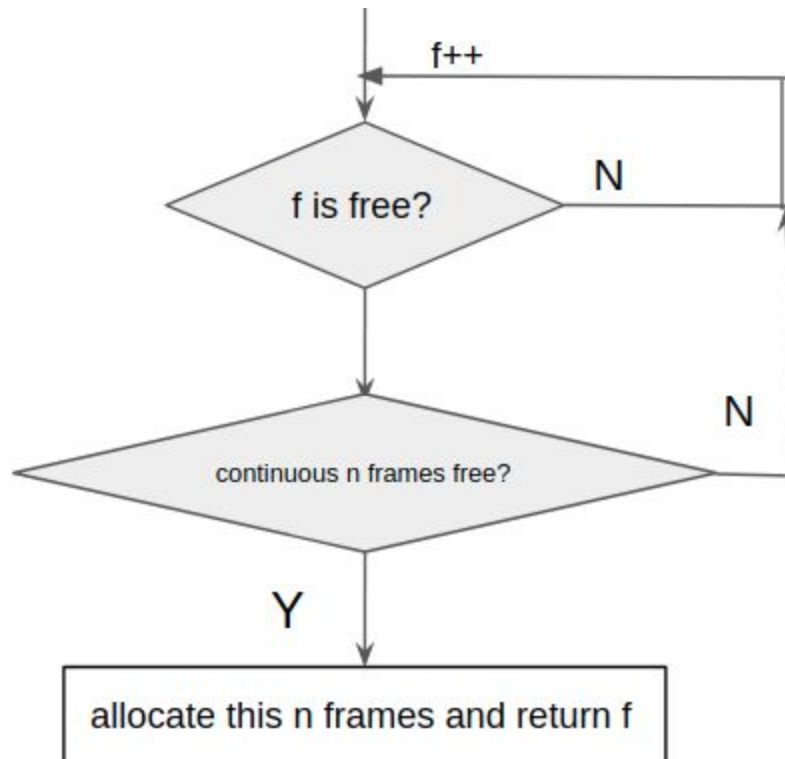 f++
f is free?
N
N
continuous n frames free?
Y
allocate this n frames and return f